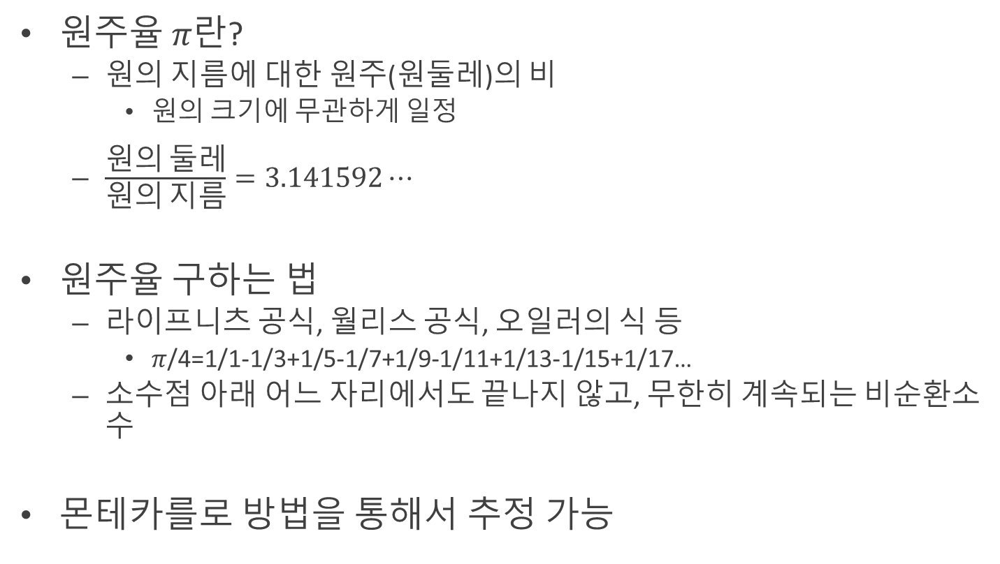 • 원주율 𝜋란?
– 원의 지름에 대한 원주(원둘레)의 비
• 원의 크기에 무관하게 일정
– 원의 둘레/원의 지름 = 3.141592 ⋯
• 원주율 구하는 법
– 라이프니츠 공식, 월리스 공식, 오일러의 식 등
• 𝜋/4=1/1-1/3+1/5-1/7+1/9-1/11+1/13-1/15+1/17…
– 소수점 아래 어느 자리에서도 끝나지 않고, 무한히 계속되는 비순환소
수
• 몬테카를로 방법을 통해서 추정 가능